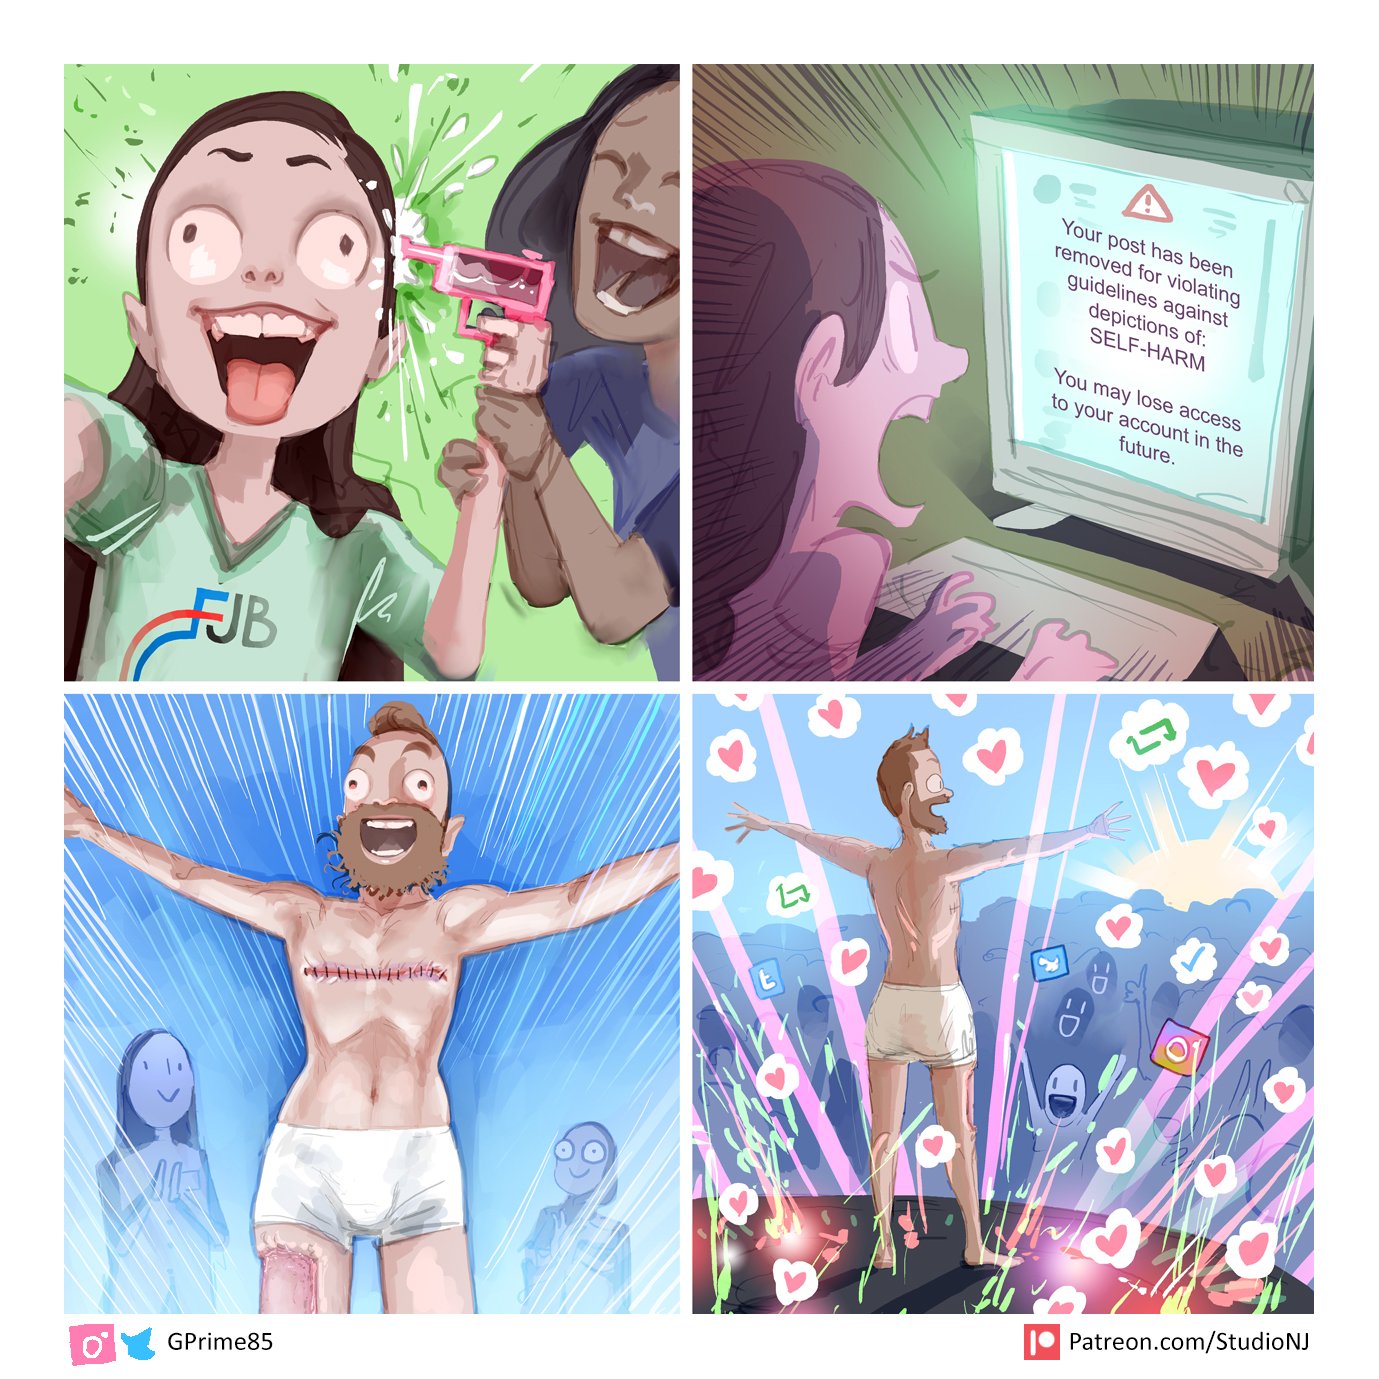 FJB
Your post has been
removed for violating
guidelines against
depictions of:
SELF-HARM
You may lose access
to your account in the
future.
GPrime85
Patreon.com/StudioNJ